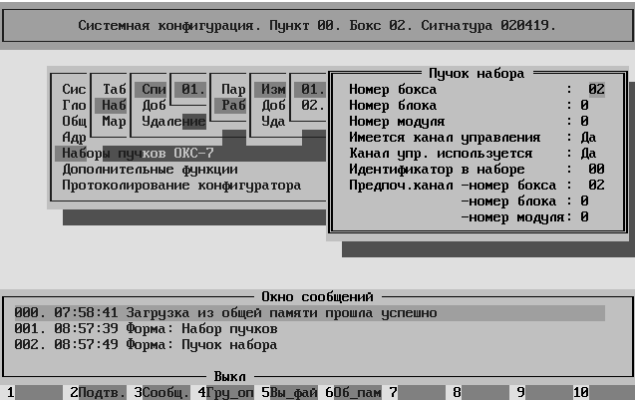 Системная конфигурация. Пункт 00. Бокс 02. Сигнатура 020419.
Пучок набора
Сис Таб Спи 01. Пар Изм 01.
Гло Наб Доб Раб Доб 02.
Общ Мар Удаление Уда
Адр
Наборы пучков ОКС-7
Дополнительные функции
Протоколирование конфигуратора
Номер бокса : 02
Номер блока : 0
Номер модуля : 0
Имеется канал управления : Да
Канал упр. используется : Да
Идентификатор в наборе : 00
Предпоч.канал -номер бокса : 02
-номер блока : 0
-номер модуля: 0
Окно сообщений
000. 07:58:41 Загрузка из общей памяти прошла успешно
001. 08:57:39 Форма: Набор пучков
002. 08:57:49 Форма: Пучок набора
Выкл
1 2Подтв. 3Сообщ. 4Гру_оп 5Вы_фай 6Об_пам 7 8 9 10